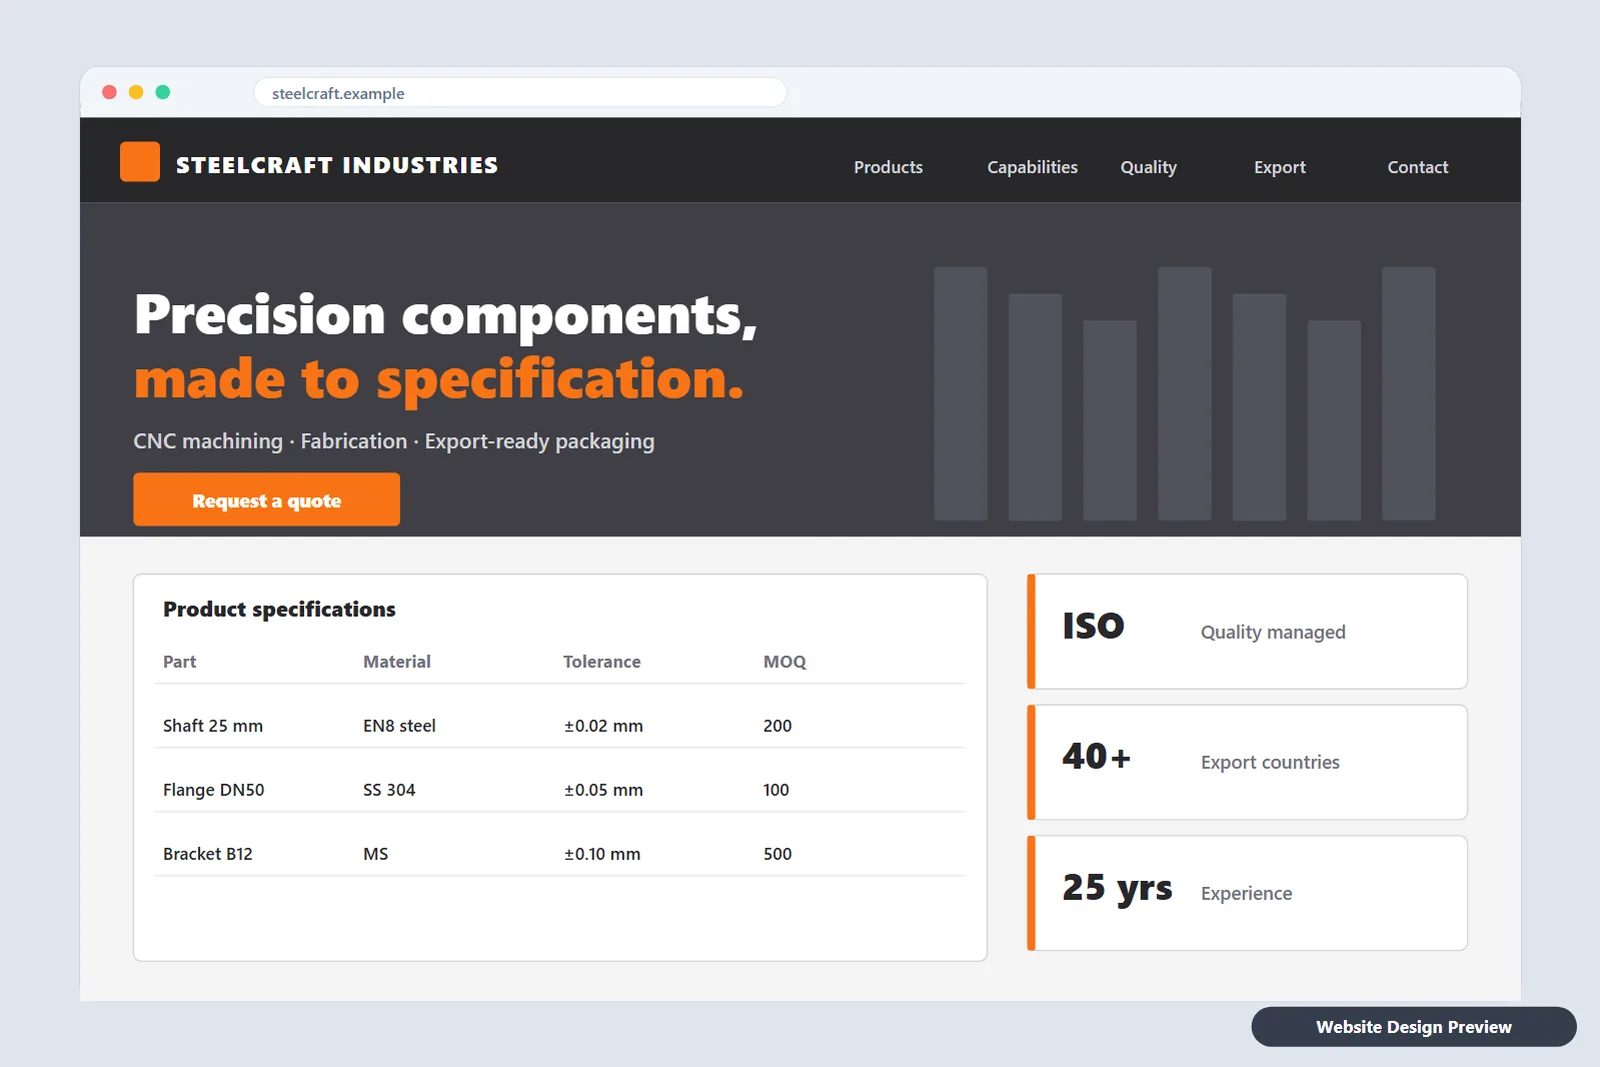 steelcraft.example
STEELCRAFT INDUSTRIES
Products Capabilities Quality Export Contact
Precision components,
made to specification.
CNC machining · Fabrication · Export-ready packaging
Request a quote
Product specifications
Part Material Tolerance MOQ
Shaft 25 mm EN8 steel ±0.02 mm 200
Flange DN50 SS 304 ±0.05 mm 100
Bracket B12 MS ±0.10 mm 500
ISO Quality managed
40+ Export countries
25 yrs Experience
Website Design Preview